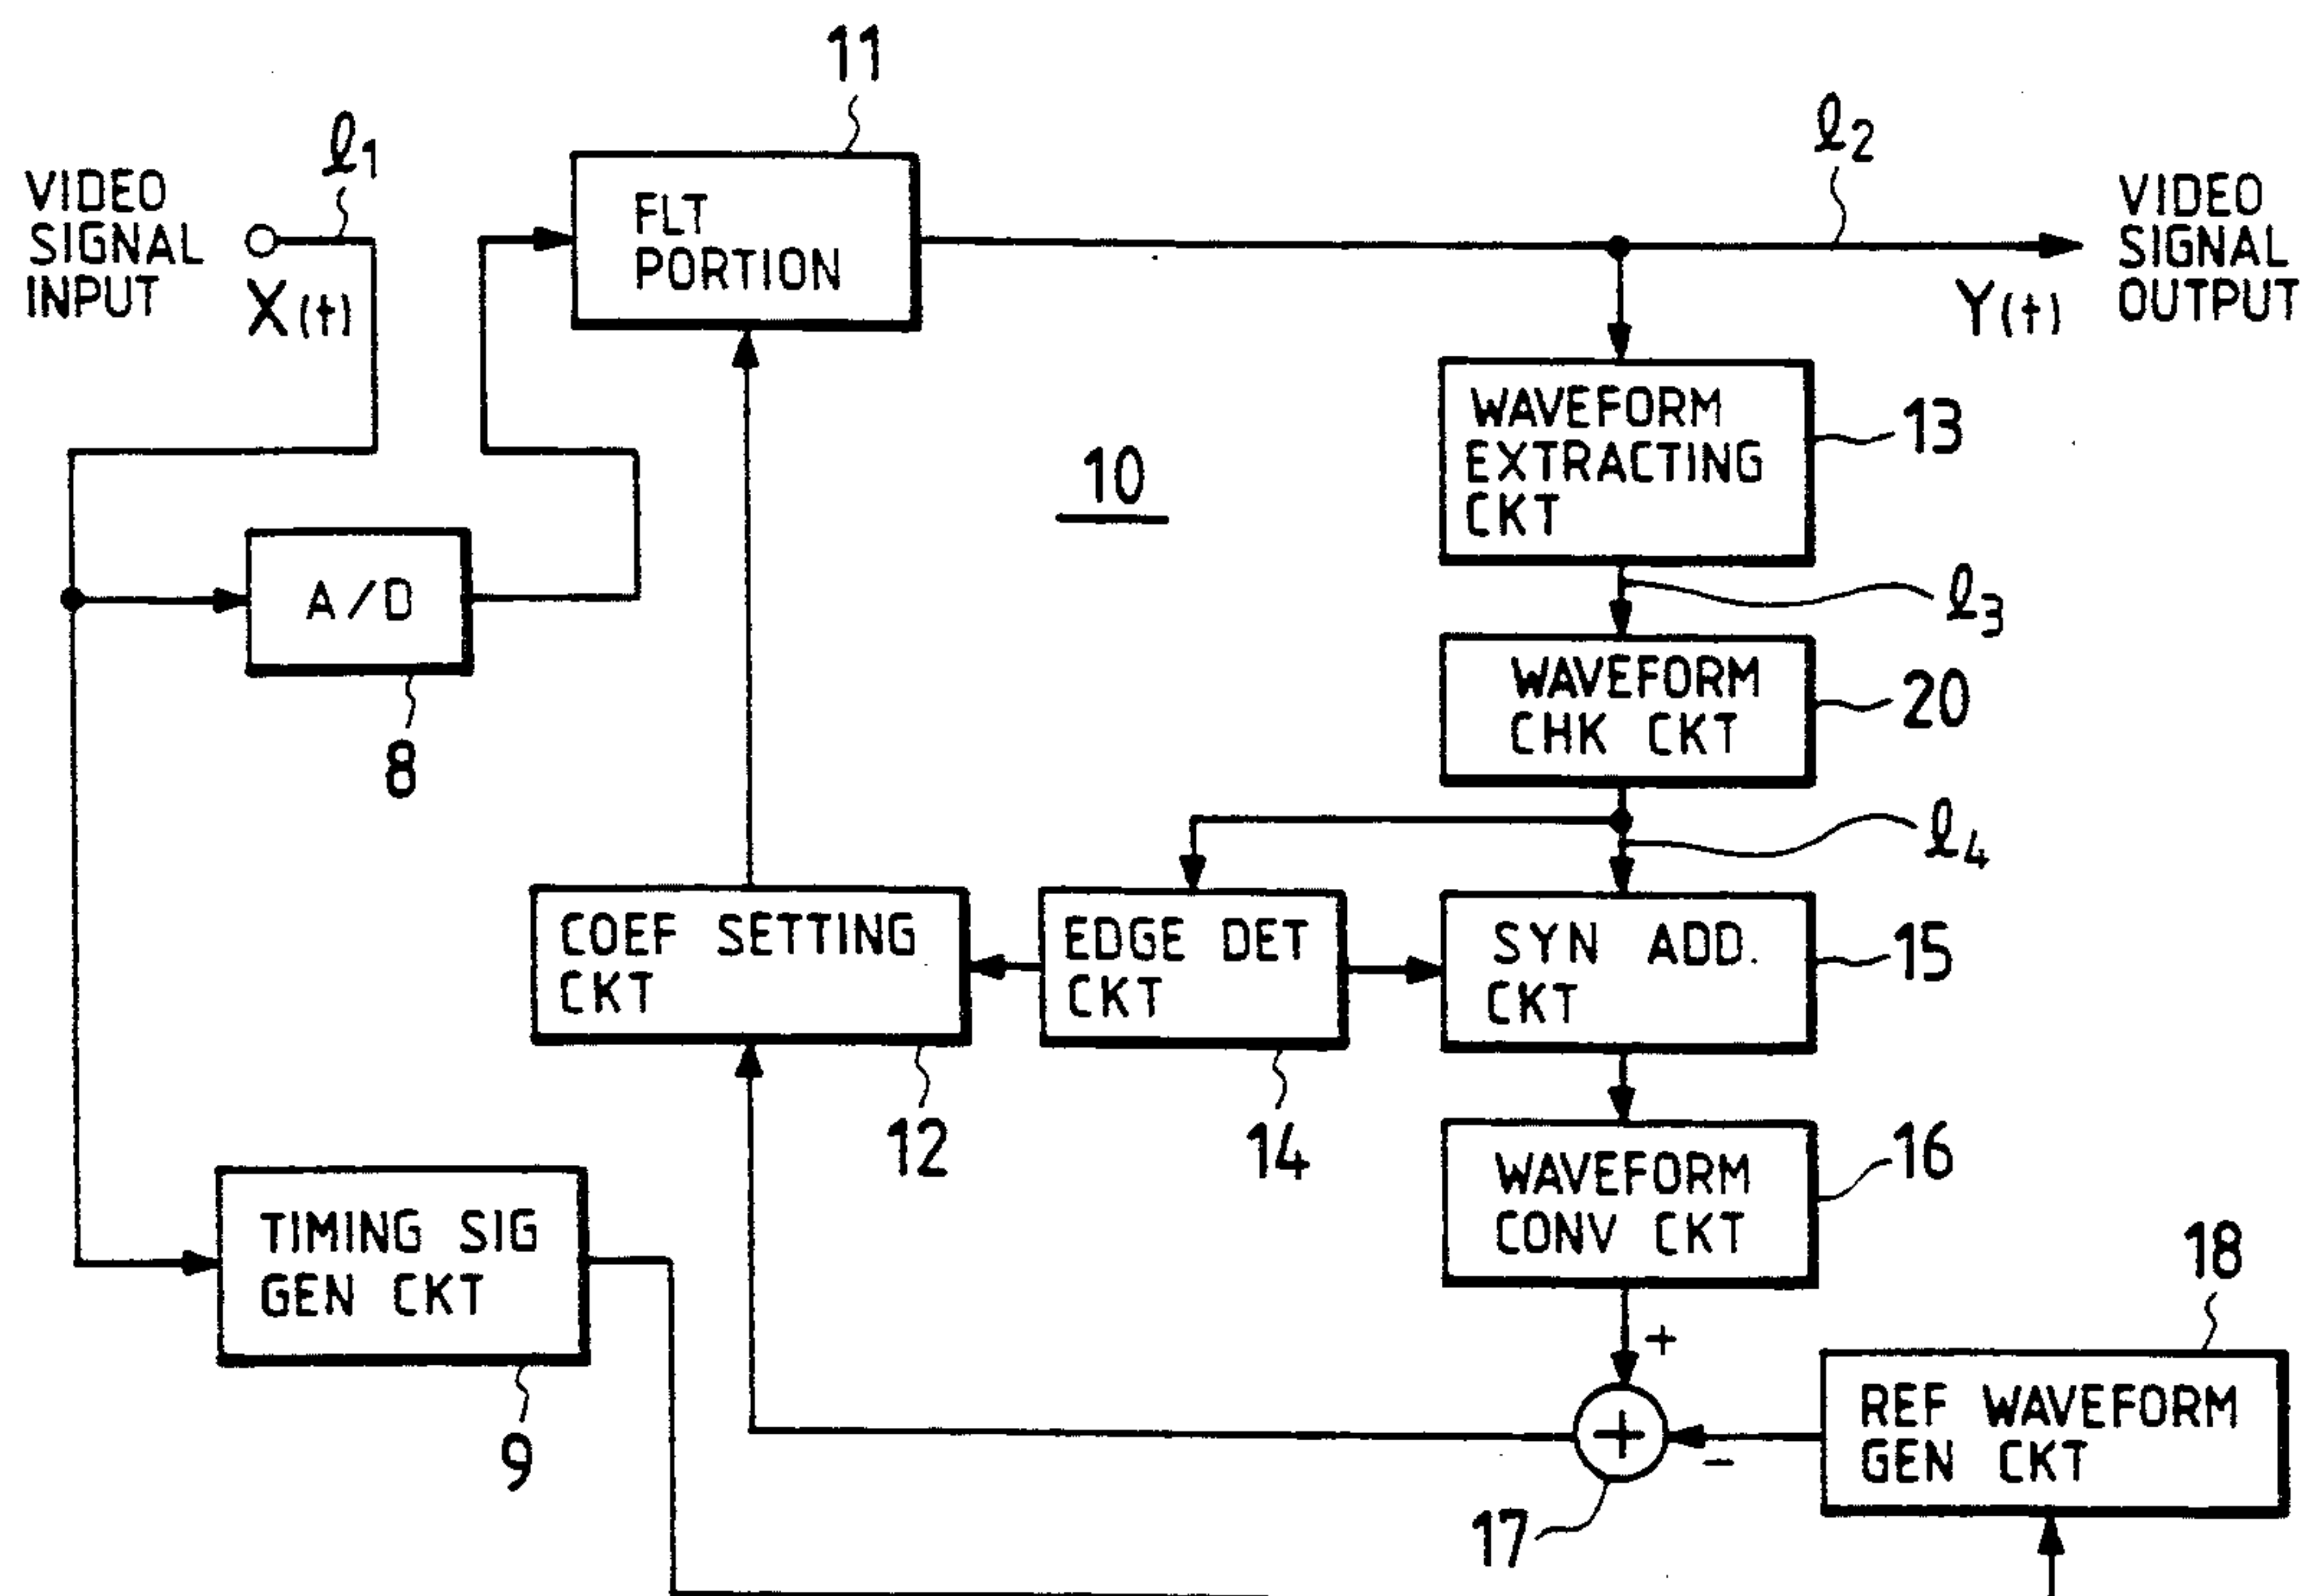 11
ℓ1
VIDEO
SIGNAL
INPUT
X(t)
FLT
PORTION
ℓ2
VIDEO
SIGNAL
OUTPUT
Y(t)
WAVEFORM
EXTRACTING
CKT
13
10
ℓ3
A/D
8
WAVEFORM
CHK CKT
20
ℓ4
COEF SETTING
CKT
12
EDGE DET
CKT
14
SYN ADD.
CKT
15
WAVEFORM
CONV CKT
16
TIMING SIG
GEN CKT
9
+
+
−
17
18
REF WAVEFORM
GEN CKT